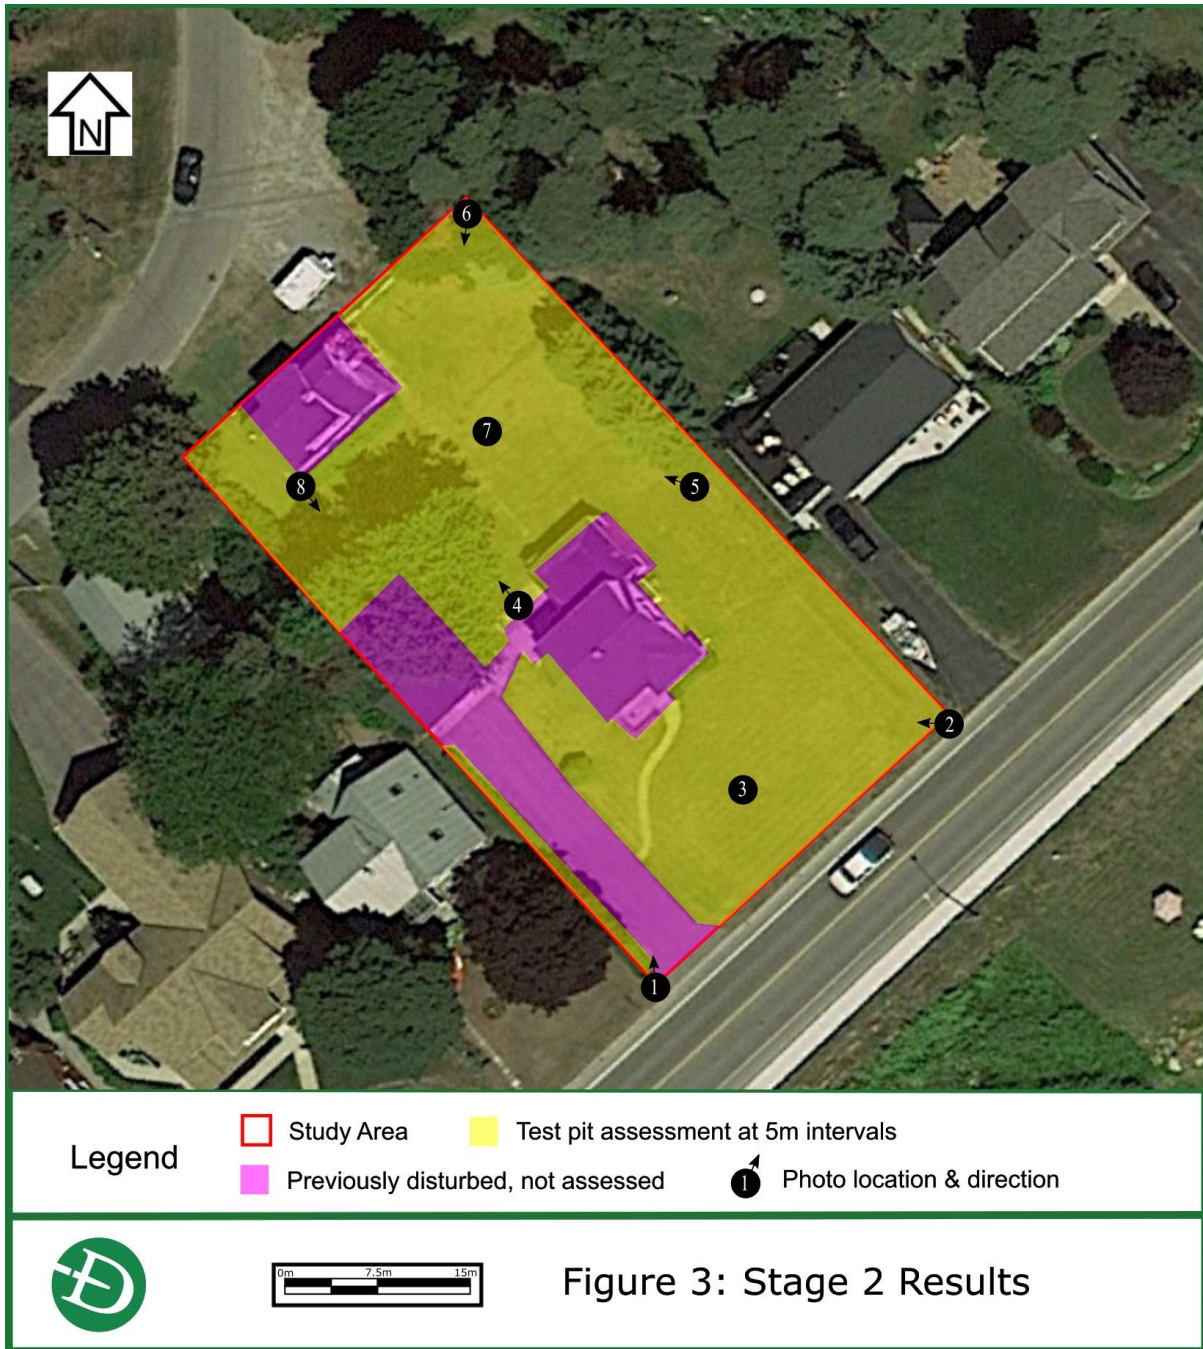 N
6
7
8
5
4
2
3
1
Legend
Study Area
Test pit assessment at 5m intervals
Previously disturbed, not assessed
1 Photo location & direction
D
0m 7.5m 15m
Figure 3: Stage 2 Results